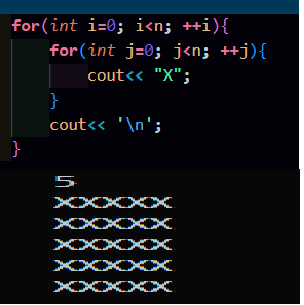 for(int i=0; i<n; ++i){
    for(int j=0; j<n; ++j){
        cout<< "X";
    }
    cout<< '\n';
}
5
XXXXX
XXXXX
XXXXX
XXXXX
XXXXX